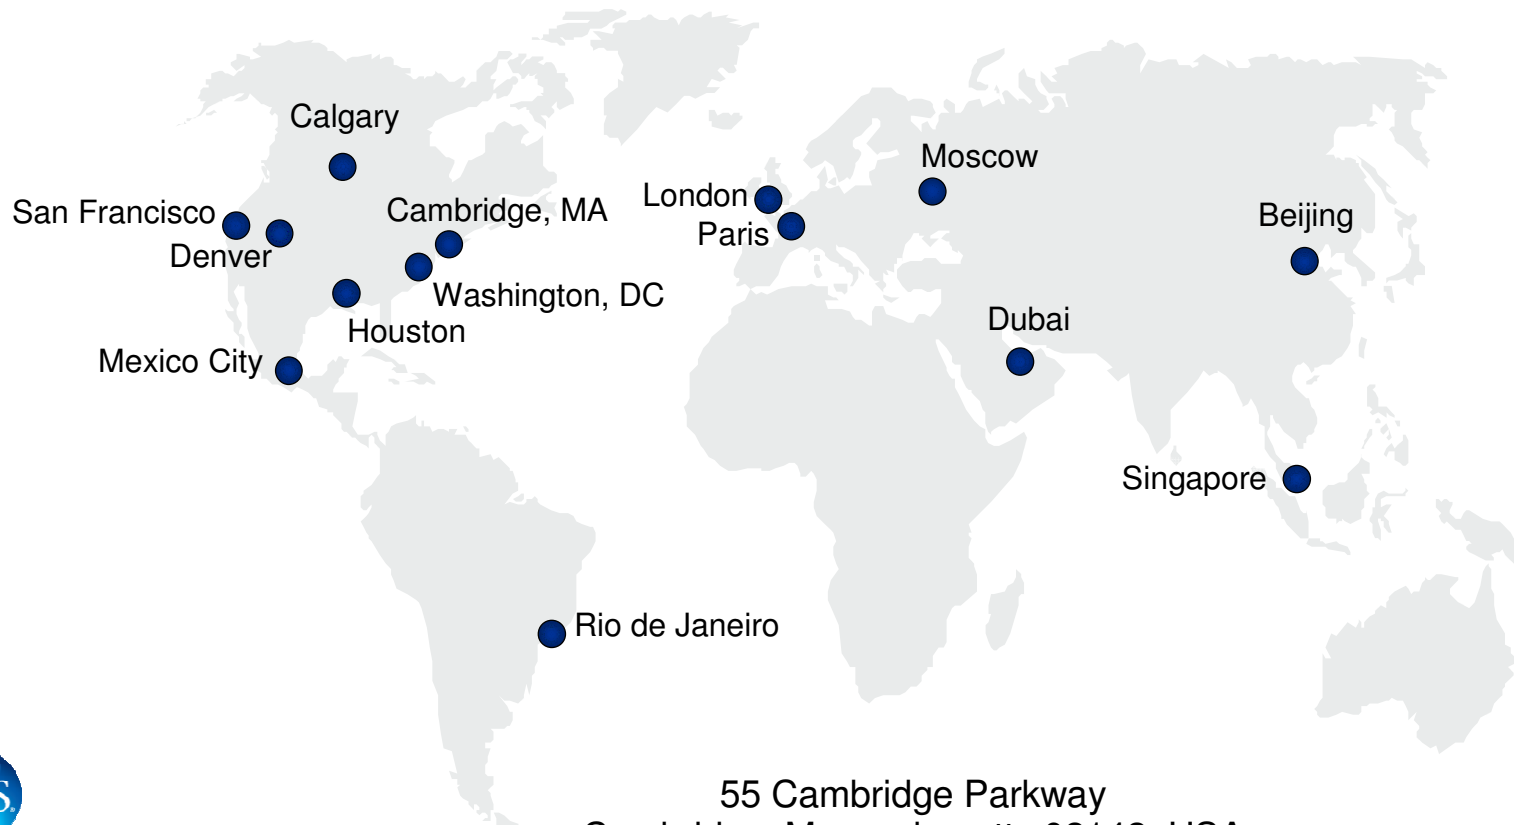 Calgary
Moscow
London
San Francisco
Cambridge, MA
Beijing
Paris
Denver
Washington, DC
Dubai
Houston
Mexico City
Singapore
Rio de Janeiro
S.
55 Cambridge Parkway